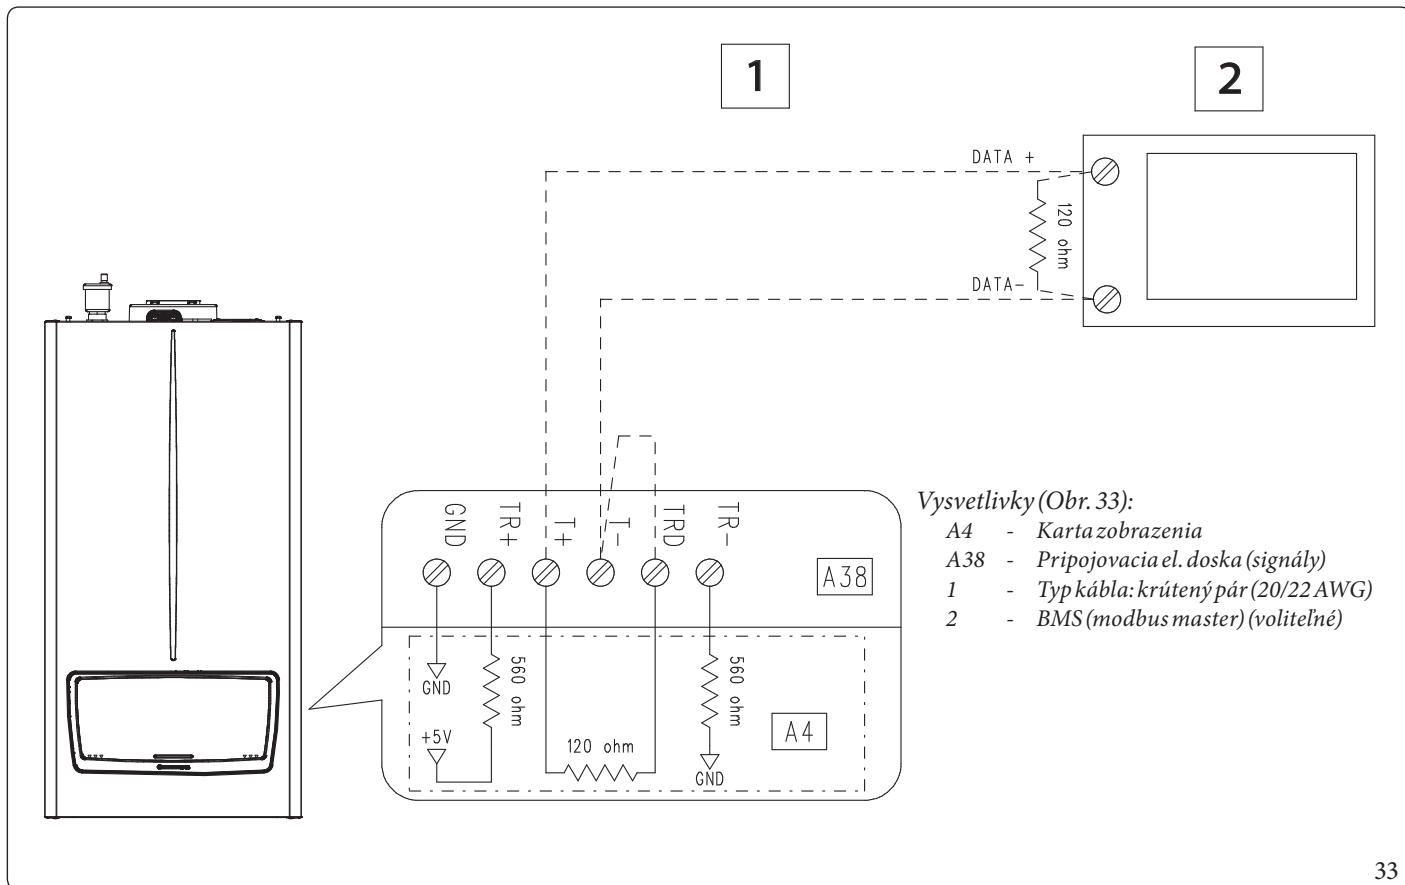 1
2
DATA +
120 ohm
DATA-
GND
TR+
T+
T-
TRD
TR-
A38
GND
560 ohm
+5V
120 ohm
560 ohm
GND
A4
Vysvetlivky (Obr. 33):
A4 - Karta zobrazenia
A38 - Pripojovacia el. doska (signály)
1 - Typ kábla: krútený pár (20/22 AWG)
2 - BMS (modbus master) (voliteľné)
33